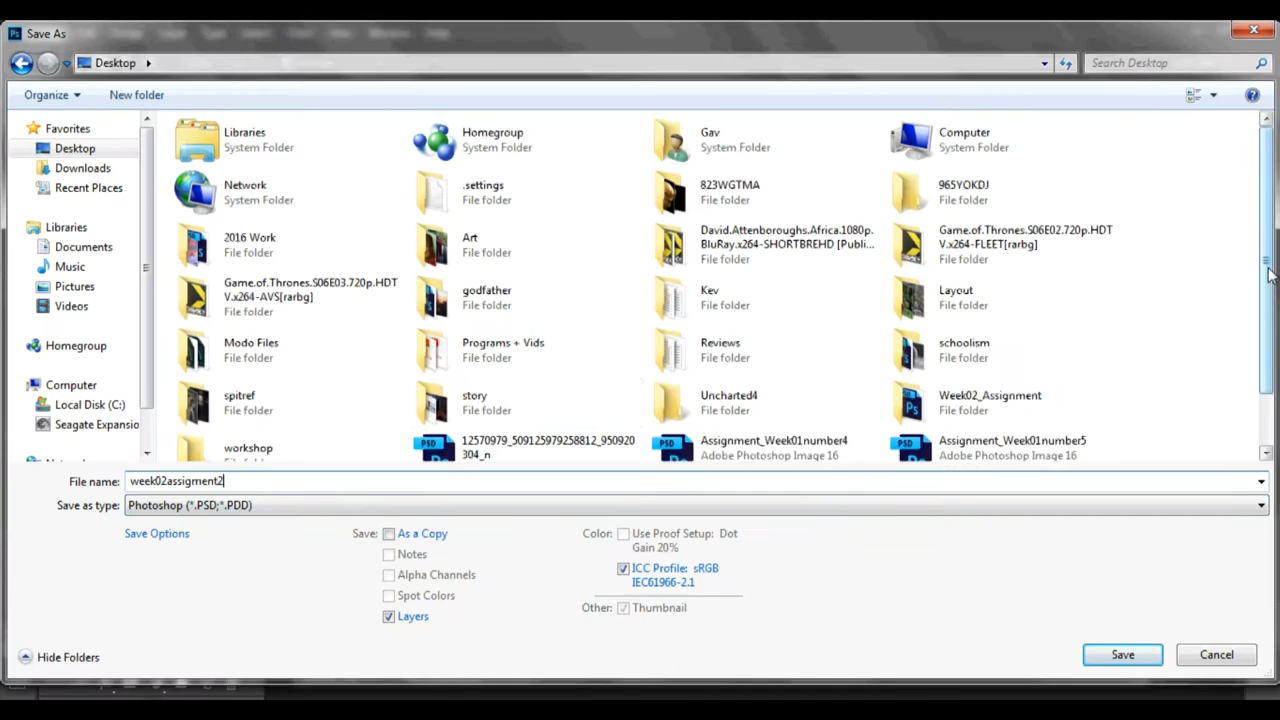 Save As
Desktop
Search Desktop
Organize
New folder
Favorites
Desktop
Downloads
Recent Places
Libraries
Documents
Music
Pictures
Videos
Homegroup
Computer
Local Disk (C:)
Seagate Expansio
Libraries
System Folder
Homegroup
System Folder
Gav
System Folder
Computer
System Folder
Network
System Folder
.settings
File folder
823WGTMA
File folder
965YOKDJ
File folder
2016 Work
File folder
Art
File folder
David.Attenboroughs.Africa.1080p.
BluRay.x264-SHORTBREHD [Publi...
File folder
Game.of.Thrones.S06E02.720p.HDT
V.x264-FLEET[rarbg]
File folder
Game.of.Thrones.S06E03.720p.HDT
V.x264-AVS[rarbg]
File folder
godfather
File folder
Kev
File folder
Layout
File folder
Modo Files
File folder
Programs + Vids
File folder
Reviews
File folder
schoolism
File folder
spitref
File folder
story
File folder
Uncharted4
File folder
Week02_Assignment
File folder
workshop
12570979_509125979258812_950920
304_n
Assignment_Week01number4
Adobe Photoshop Image 16
Assignment_Week01number5
Adobe Photoshop Image 16
File name: week02assigment2
Save as type: Photoshop (*.PSD;*.PDD)
Save Options
Save: As a Copy
Notes
Alpha Channels
Spot Colors
Layers
Color: Use Proof Setup: Dot
Gain 20%
ICC Profile: sRGB
IEC61966-2.1
Other: Thumbnail
Hide Folders
Save
Cancel